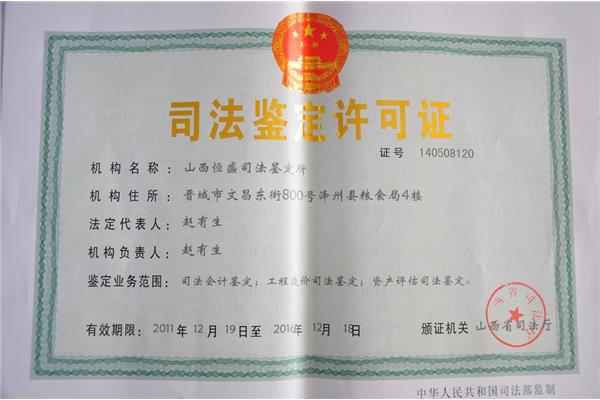 司法鉴定许可证
证号 140508120
机构名称：山西恒盛司法鉴定所
机构住所：晋城市文昌东街800号泽州县粮食局4楼
法定代表人：赵有生
机构负责人：赵有生
鉴定业务范围：司法会计鉴定；工程造价司法鉴定；资产评估司法鉴定。
有效期限：2011年12月19日至2016年12月18日
颁证机关 山西省司法厅
中华人民共和国司法部监制